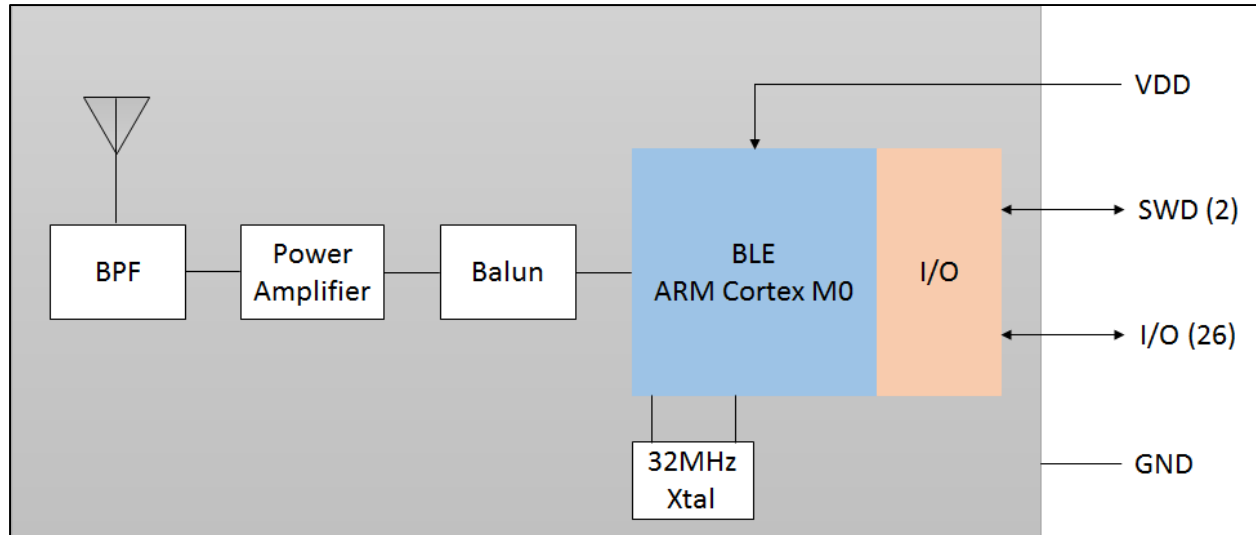 VDD
SWD (2)
BPF
Power
Amplifier
Balun
BLE
ARM Cortex M0
I/O
I/O (26)
32MHz
Xtal
GND